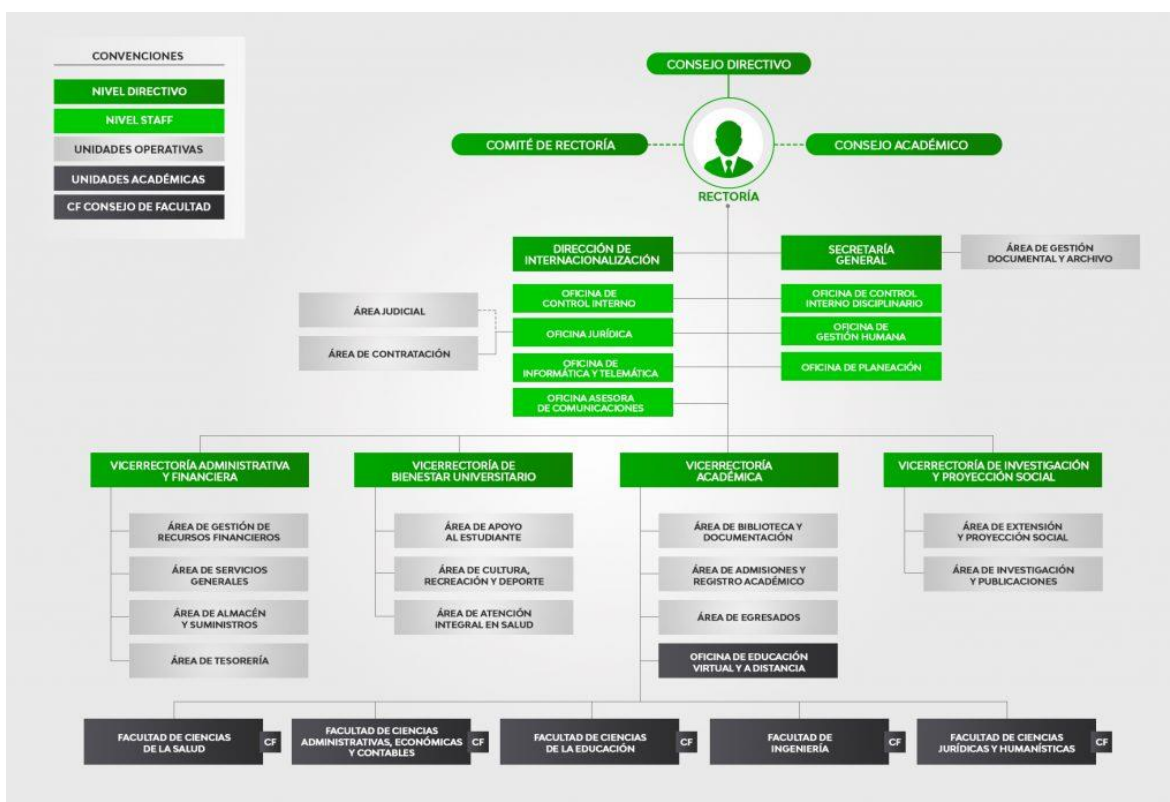 CONVENCIONES
NIVEL DIRECTIVO
NIVEL STAFF
UNIDADES OPERATIVAS
UNIDADES ACADÉMICAS
CF CONSEJO DE FACULTAD
CONSEJO DIRECTIVO
COMITÉ DE RECTORÍA
CONSEJO ACADÉMICO
RECTORÍA
DIRECCIÓN DE
INTERNACIONALIZACIÓN
SECRETARÍA
GENERAL
ÁREA DE GESTIÓN
DOCUMENTAL Y ARCHIVO
OFICINA DE
CONTROL INTERNO
OFICINA DE CONTROL
INTERNO DISCIPLINARIO
ÁREA JUDICIAL
ÁREA DE CONTRATACIÓN
OFICINA JURÍDICA
OFICINA DE
GESTIÓN HUMANA
OFICINA DE
INFORMÁTICA Y TELEMÁTICA
OFICINA DE PLANEACIÓN
OFICINA ASESORA
DE COMUNICACIONES
VICERRECTORÍA ADMINISTRATIVA
Y FINANCIERA
VICERRECTORÍA DE
BIENESTAR UNIVERSITARIO
VICERRECTORÍA
ACADÉMICA
VICERRECTORÍA DE INVESTIGACIÓN
Y PROYECCIÓN SOCIAL
ÁREA DE GESTIÓN DE
RECURSOS FINANCIEROS
ÁREA DE SERVICIOS
GENERALES
ÁREA DE ALMACÉN
Y SUMINISTROS
ÁREA DE TESORERÍA
ÁREA DE APOYO
AL ESTUDIANTE
ÁREA DE CULTURA,
RECREACIÓN Y DEPORTE
ÁREA DE ATENCIÓN
INTEGRAL EN SALUD
ÁREA DE BIBLIOTECA Y
DOCUMENTACIÓN
ÁREA DE ADMISIONES Y
REGISTRO ACADÉMICO
ÁREA DE EGRESADOS
OFICINA DE EDUCACIÓN
VIRTUAL Y A DISTANCIA
ÁREA DE EXTENSIÓN
Y PROYECCIÓN SOCIAL
ÁREA DE INVESTIGACIÓN
Y PUBLICACIONES
FACULTAD DE CIENCIAS
DE LA SALUD
CF
FACULTAD DE CIENCIAS
ADMINISTRATIVAS, ECONÓMICAS
Y CONTABLES
CF
FACULTAD DE CIENCIAS
DE LA EDUCACIÓN
CF
FACULTAD DE
INGENIERÍA
CF
FACULTAD DE CIENCIAS
JURÍDICAS Y HUMANÍSTICAS
CF